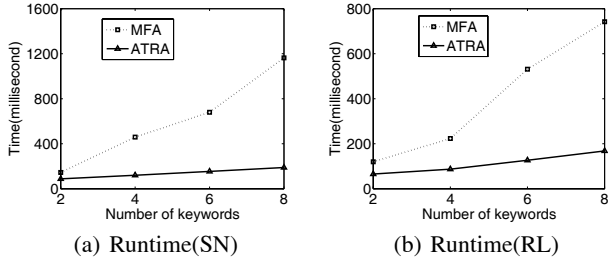 1600
1200
800
400
0
Time(millisecond)
MFA
ATRA
2 4 6 8
Number of keywords
(a) Runtime(SN)
800
600
400
200
0
Time(millisecond)
MFA
ATRA
2 4 6 8
Number of keywords
(b) Runtime(RL)